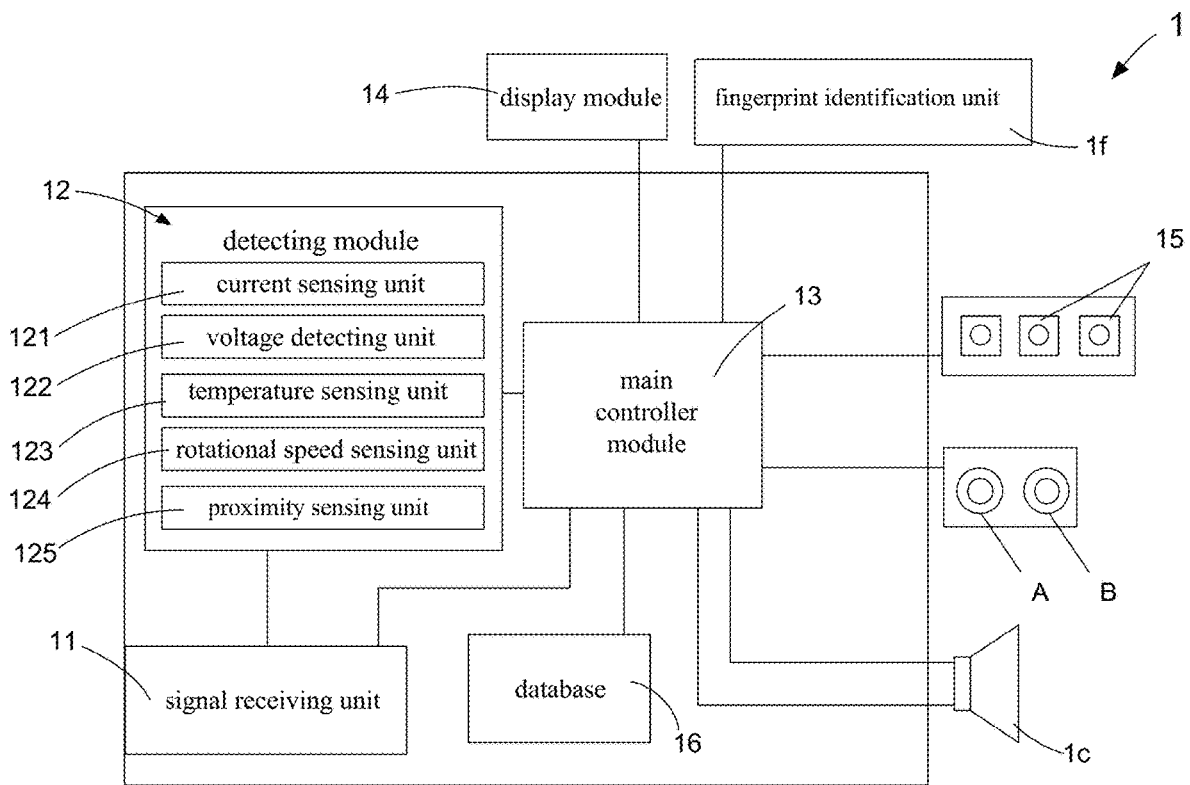 1
14
display module
fingerprint identification unit
1f
12
detecting module
current sensing unit
121
voltage detecting unit
122
temperature sensing unit
123
rotational speed sensing unit
124
proximity sensing unit
125
13
main
controller
module
15
A
B
11
signal receiving unit
database
16
1c